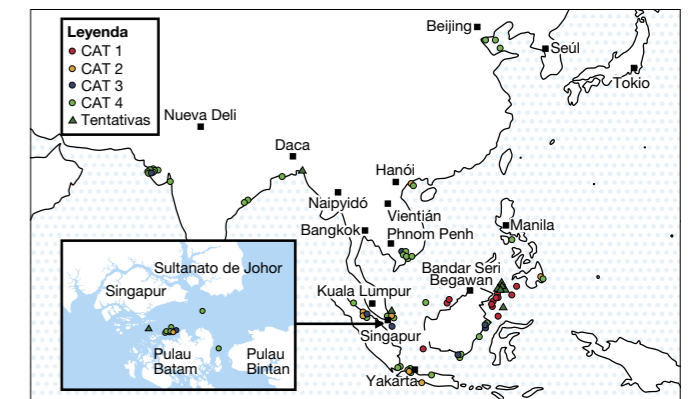 Leyenda
CAT 1
CAT 2
CAT 3
CAT 4
Tentativas
Beijing
Seúl
Tokio
Nueva Deli
Daca
Hanói
Naipyidó
Vientián
Bangkok
Phnom Penh
Manila
Bandar Seri
Begawan
Kuala Lumpur
Singapur
Yakarta
Sultanato de Johor
Singapur
Pulau
Batam
Pulau
Bintan